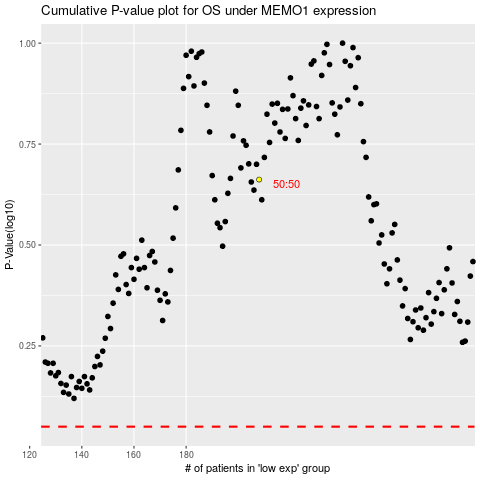 Cumulative P-value plot for OS under MEMO1 expression
P-Value(log10)
1.00
0.75
0.50
0.25
50:50
120 140 160 180
# of patients in 'low exp' group